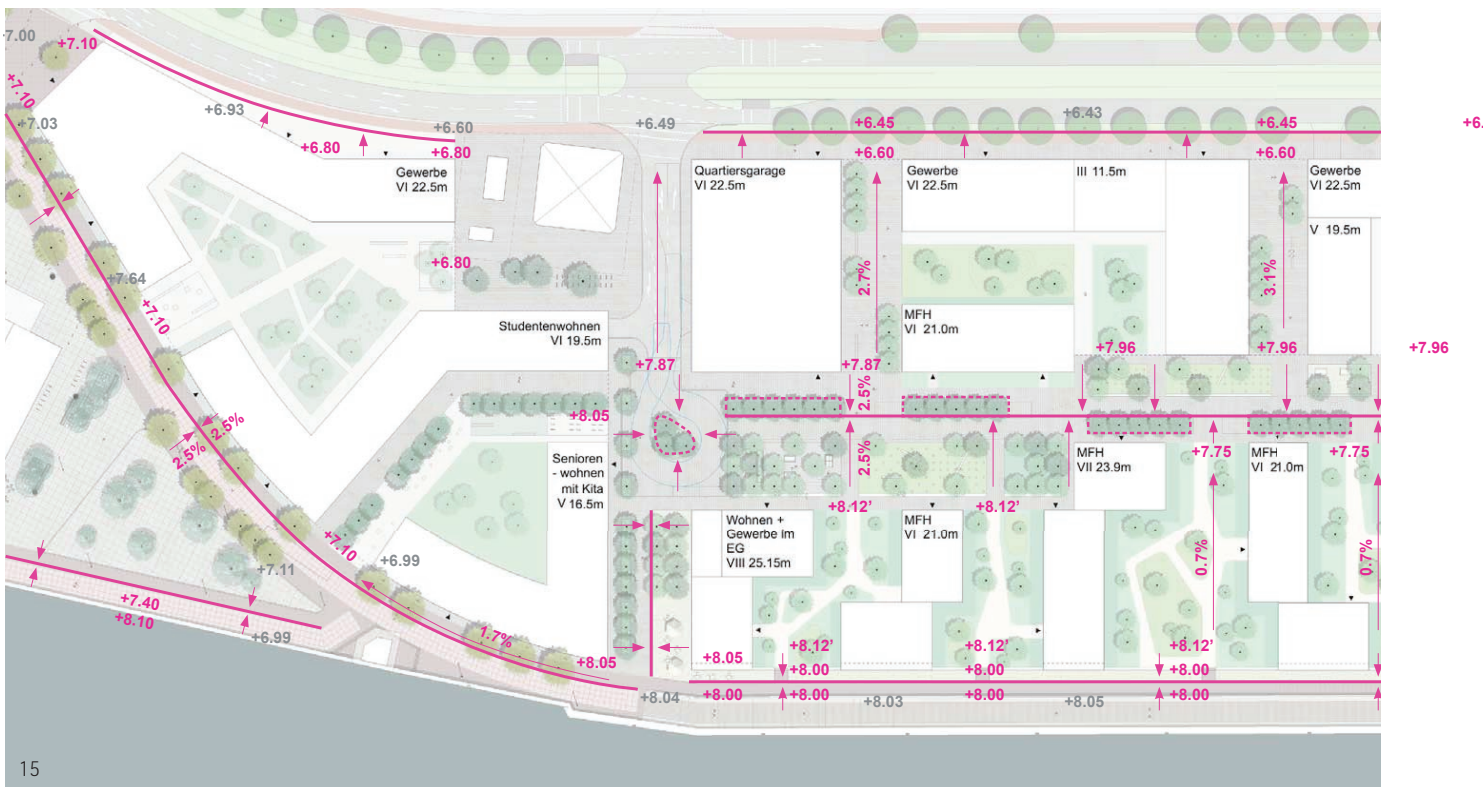 +7.00
+7.10
+7.10
+7.03
+6.93
+6.80
+6.60
+6.80
+6.49
+6.45
+6.43
+6.45
+6.60
+6.60
Gewerbe
VI 22.5m
Quartiersgarage
VI 22.5m
Gewerbe
VI 22.5m
III 11.5m
Gewerbe
VI 22.5m
V 19.5m
+6.80
+7.64
+7.10
2.7%
3.1%
MFH
VI 21.0m
Studentenwohnen
VI 19.5m
+7.87
+7.87
+7.96
+7.96
+7.96
2.5%
2.5%
+8.05
2.5%
2.5%
Senioren
- wohnen
mit Kita
V 16.5m
MFH
VII 23.9m
+7.75
MFH
VI 21.0m
+7.75
+8.12'
+8.12'
Wohnen +
Gewerbe im
EG
VIII 25.15m
MFH
VI 21.0m
0.7%
0.7%
+7.10
+6.99
+7.11
+7.40
+8.10
+6.99
1.7%
+8.05
+8.05
+8.12'
+8.12'
+8.12'
+8.00
+8.00
+8.00
+8.04
+8.00
+8.00
+8.00
+8.00
+8.03
+8.05
15